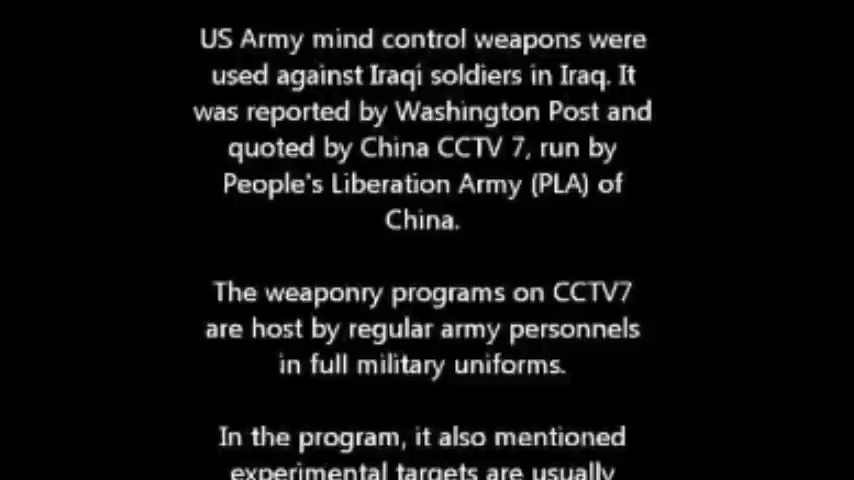 US Army mind control weapons were
used against Iraqi soldiers in Iraq. It
was reported by Washington Post and
quoted by China CCTV 7, run by
People's Liberation Army (PLA) of
China.
The weaponry programs on CCTV7
are host by regular army personnels
in full military uniforms.
In the program, it also mentioned
experimental targets are usually